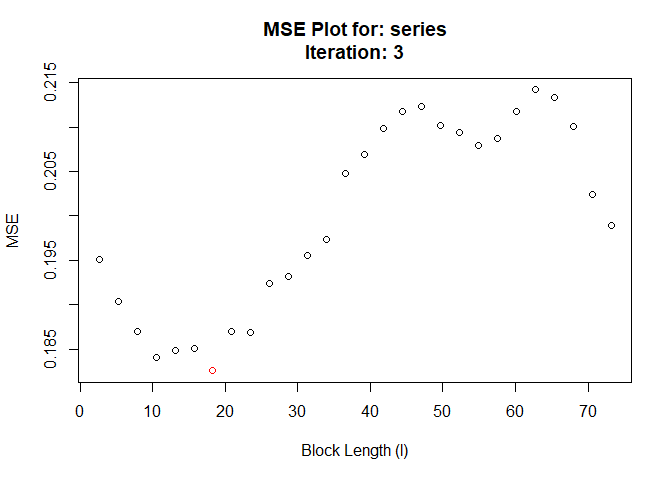 MSE Plot for: series
Iteration: 3
0.215
0.205
0.195
0.185
MSE
0 10 20 30 40 50 60 70
Block Length (l)